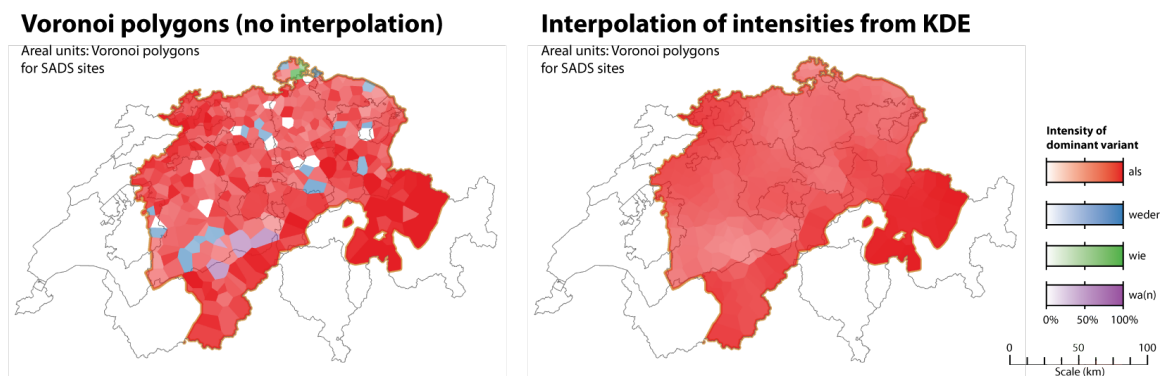 Voronoi polygons (no interpolation)
Areal units: Voronoi polygons
for SADS sites
Interpolation of intensities from KDE
Areal units: Voronoi polygons
for SADS sites
Intensity of
dominant variant
als
weder
wie
wa(n)
0% 50% 100%
0 50 100
Scale (km)